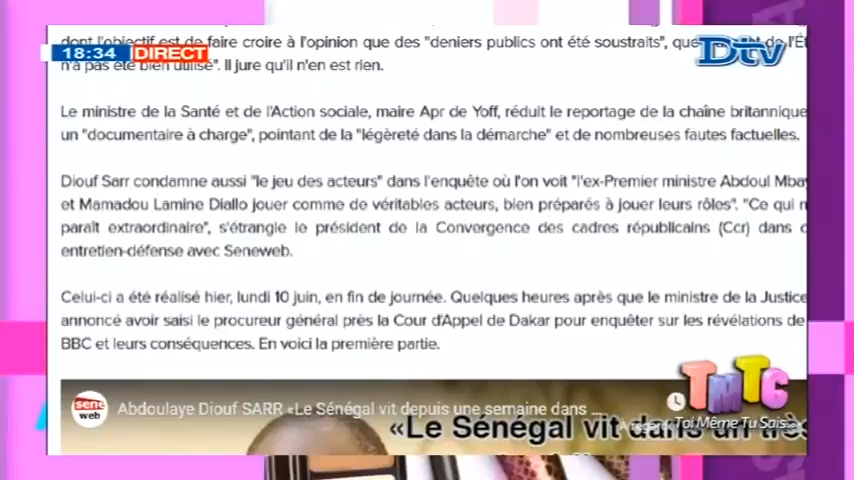 dont l'objectif est de faire croire à l'opinion que des "deniers publics ont été soustraits", que
18:34 DIRECT
Dtv
n'a pas été bien utilisé". Il jure qu'il n'en est rien.
Le ministre de la Santé et de l'Action sociale, maire Apr de Yoff, réduit le reportage de la chaîne britannique
un "documentaire à charge", pointant de la "légèreté dans la démarche" et de nombreuses fautes factuelles.
Diouf Sarr condamne aussi "le jeu des acteurs" dans l'enquête où l'on voit "l'ex-Premier ministre Abdoul Mba
et Mamadou Lamine Diallo jouer comme de véritables acteurs, bien préparés à jouer leurs rôles". "Ce qui
paraît extraordinaire", s'étrangle le président de la Convergence des cadres républicains (Ccr) dans
entretien-défense avec Seneweb.
Celui-ci a été réalisé hier, lundi 10 juin, en fin de journée. Quelques heures après que le ministre de la Justice
annoncé avoir saisi le procureur général près la Cour d'Appel de Dakar pour enquêter sur les révélations de
BBC et leurs conséquences. En voici la première partie.
TMTC
Toi Même Tu Sais
sene web
Abdoulaye Diouf SARR «Le Sénégal vit depuis une semaine dans ...
«Le Sénégal vit dans un très